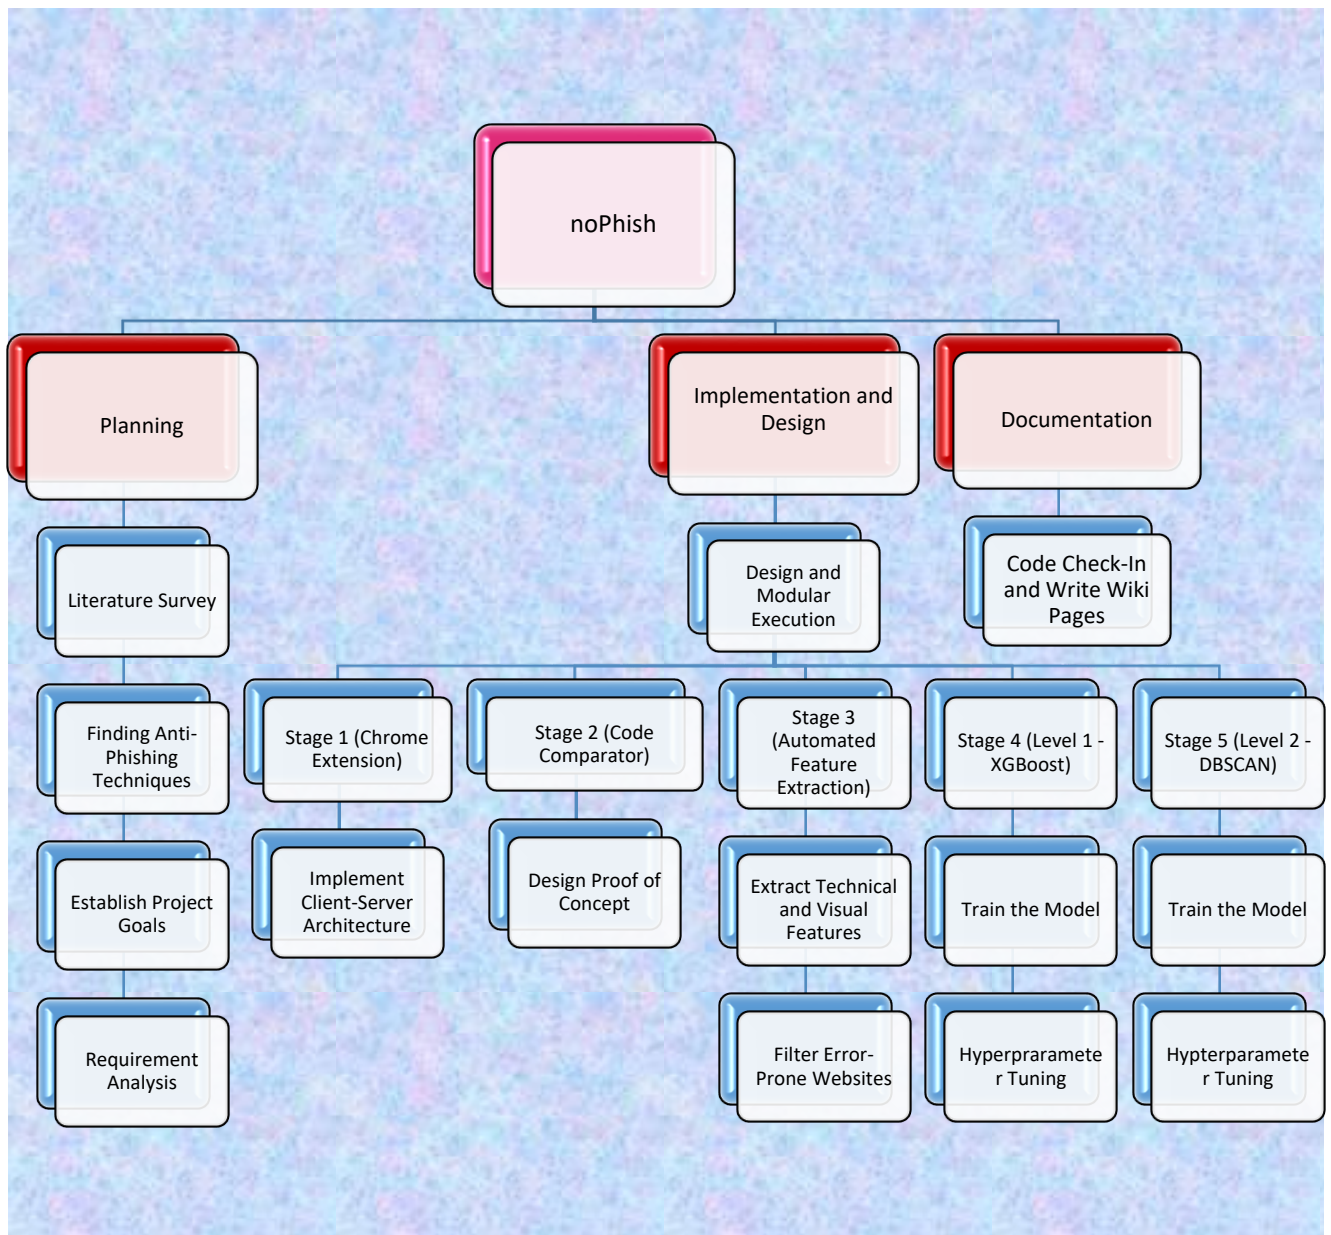 noPhish
Planning
Implementation and
Design
Documentation
Literature Survey
Design and
Modular
Execution
Code Check-In
and Write Wiki
Pages
Finding Anti-
Phishing
Techniques
Stage 1 (Chrome
Extension)
Stage 2 (Code
Comparator)
Stage 3
(Automated
Feature
Extraction)
Stage 4 (Level 1 -
XGBoost)
Stage 5 (Level 2 -
DBSCAN)
Establish Project
Goals
Implement
Client-Server
Architecture
Design Proof of
Concept
Extract Technical
and Visual
Features
Train the Model
Train the Model
Requirement
Analysis
Filter Error-
Prone Websites
Hyperpraramete
r Tuning
Hypterparamete
r Tuning